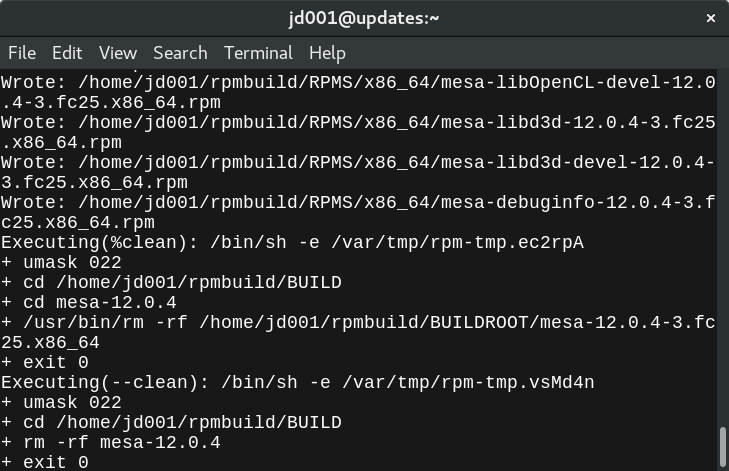 jd001@updates:~
File Edit View Search Terminal Help
Wrote: /home/jd001/rpmbuild/RPMS/x86_64/mesa-libOpenCL-devel-12.0
.4-3.fc25.x86_64.rpm
Wrote: /home/jd001/rpmbuild/RPMS/x86_64/mesa-libd3d-12.0.4-3.fc25
.x86_64.rpm
Wrote: /home/jd001/rpmbuild/RPMS/x86_64/mesa-libd3d-devel-12.0.4-
3.fc25.x86_64.rpm
Wrote: /home/jd001/rpmbuild/RPMS/x86_64/mesa-debuginfo-12.0.4-3.f
c25.x86_64.rpm
Executing(%clean): /bin/sh -e /var/tmp/rpm-tmp.ec2rpA
+ umask 022
+ cd /home/jd001/rpmbuild/BUILD
+ cd mesa-12.0.4
+ /usr/bin/rm -rf /home/jd001/rpmbuild/BUILDROOT/mesa-12.0.4-3.fc
25.x86_64
+ exit 0
Executing(--clean): /bin/sh -e /var/tmp/rpm-tmp.vsMd4n
+ umask 022
+ cd /home/jd001/rpmbuild/BUILD
+ rm -rf mesa-12.0.4
+ exit 0